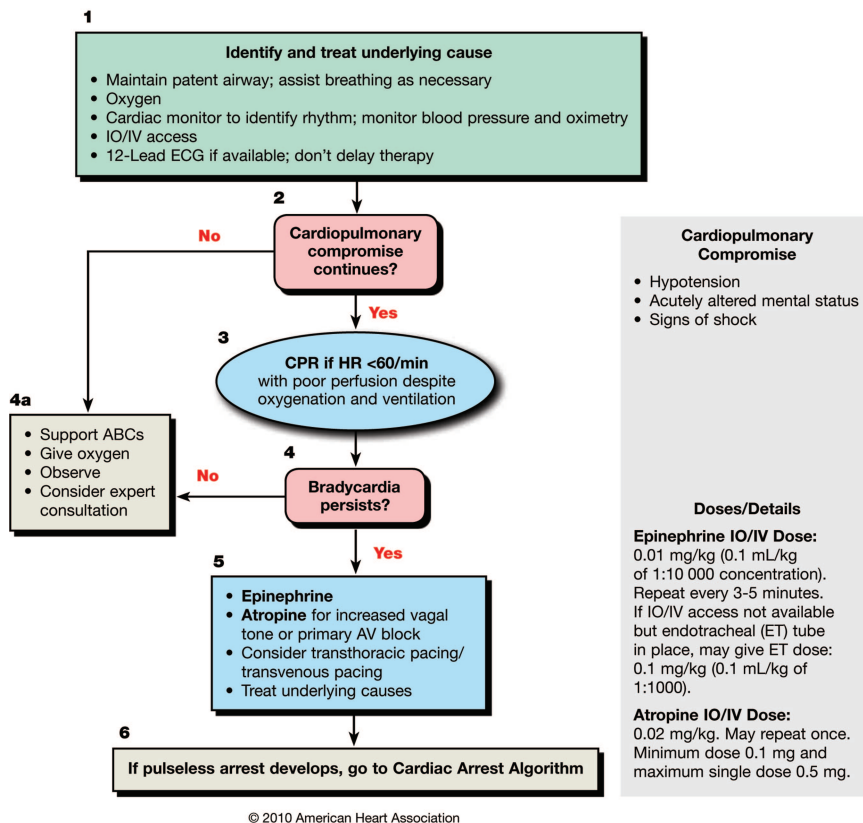 1
Identify and treat underlying cause
• Maintain patent airway; assist breathing as necessary
• Oxygen
• Cardiac monitor to identify rhythm; monitor blood pressure and oximetry
• IO/IV access
• 12-Lead ECG if available; don’t delay therapy
2
Cardiopulmonary
compromise
continues?
No
Yes
3
CPR if HR <60/min
with poor perfusion despite
oxygenation and ventilation
4a
• Support ABCs
• Give oxygen
• Observe
• Consider expert
consultation
4
Bradycardia
persists?
No
Yes
5
• Epinephrine
• Atropine for increased vagal
tone or primary AV block
• Consider transthoracic pacing/
transvenous pacing
• Treat underlying causes
6
If pulseless arrest develops, go to Cardiac Arrest Algorithm
Cardiopulmonary
Compromise
• Hypotension
• Acutely altered mental status
• Signs of shock
Doses/Details
Epinephrine IO/IV Dose:
0.01 mg/kg (0.1 mL/kg
of 1:10 000 concentration).
Repeat every 3-5 minutes.
If IO/IV access not available
but endotracheal (ET) tube
in place, may give ET dose:
0.1 mg/kg (0.1 mL/kg of
1:1000).
Atropine IO/IV Dose:
0.02 mg/kg. May repeat once.
Minimum dose 0.1 mg and
maximum single dose 0.5 mg.
© 2010 American Heart Association